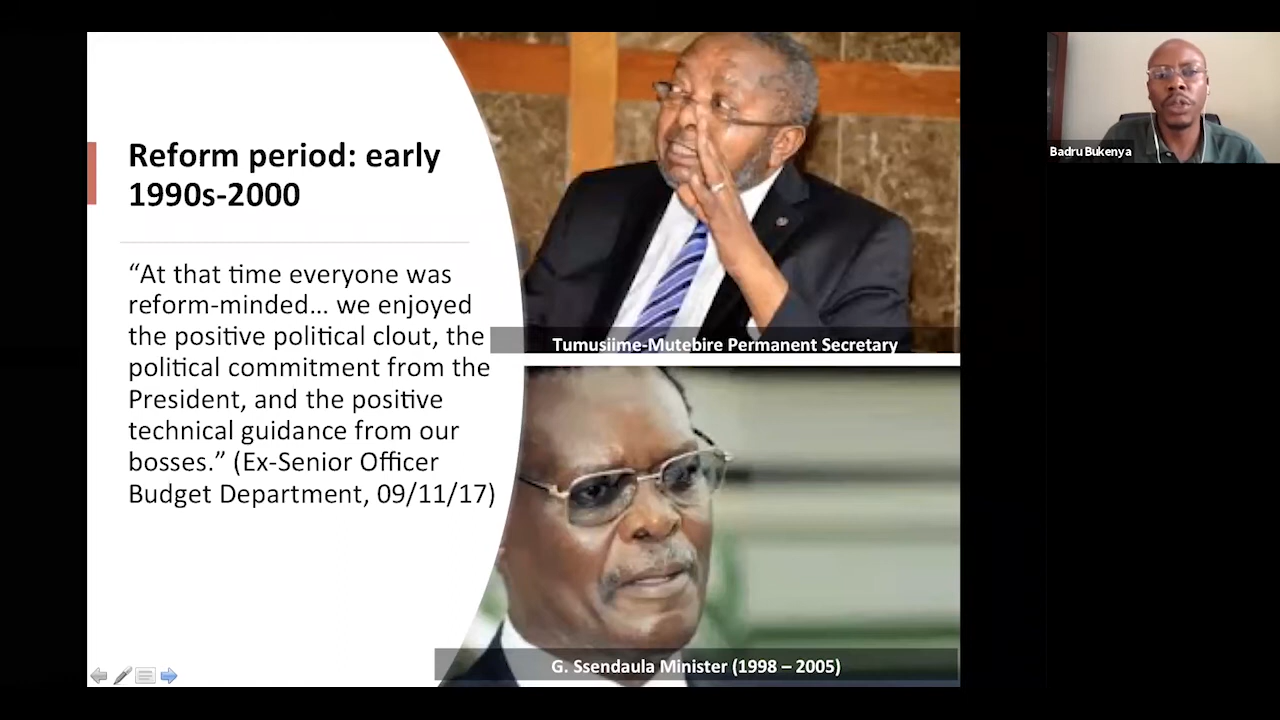 Reform period: early
1990s-2000
“At that time everyone was
reform-minded... we enjoyed
the positive political clout, the
political commitment from the
President, and the positive
technical guidance from our
bosses.” (Ex-Senior Officer
Budget Department, 09/11/17)
Tumusiime-Mutebire Permanent Secretary
G. Ssendaula Minister (1998 – 2005)
Badru Bukenya